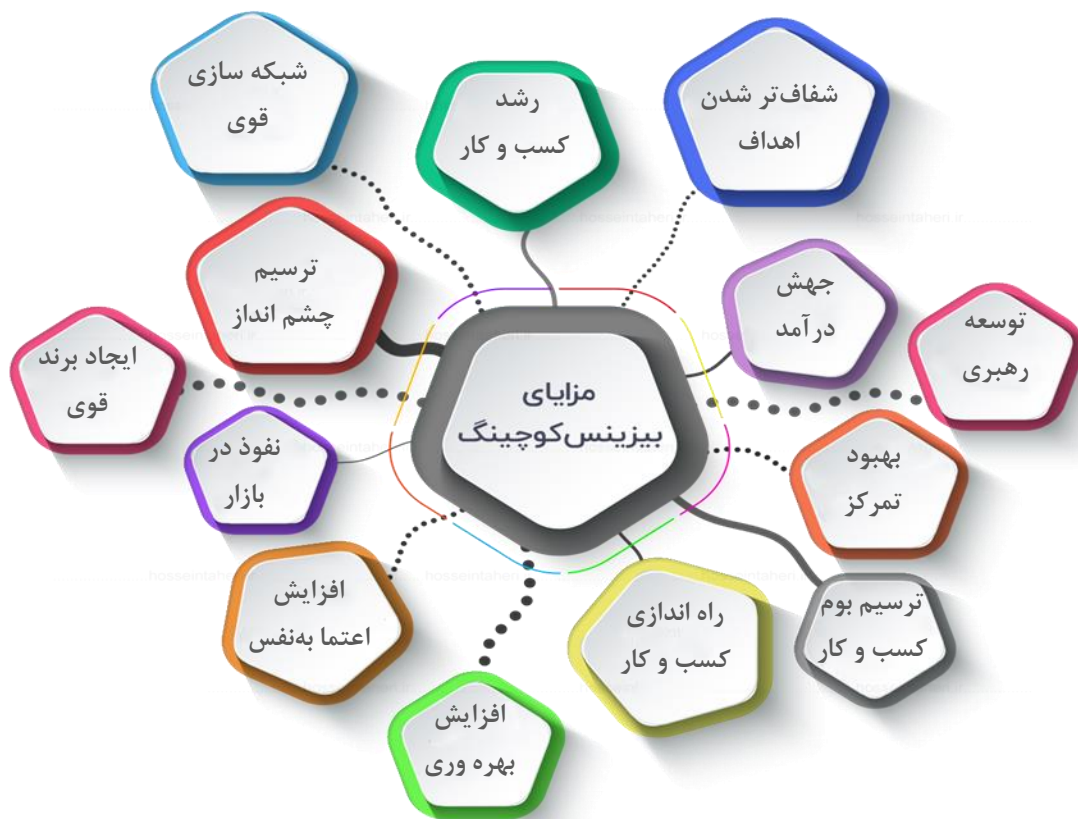 شبکه سازی
قوی
رشد
کسب و کار
شفاف‌تر شدن
اهداف
ترسیم
چشم انداز
جهش
درآمد
توسعه
رهبری
ایجاد برند
قوی
مزایای
بیزینس‌کوچینگ
نفوذ در
بازار
بهبود
تمرکز
افزایش
اعتما به‌نفس
راه اندازی
کسب و کار
ترسیم بوم
کسب و کار
افزایش
بهره وری
hosseintaheri.ir